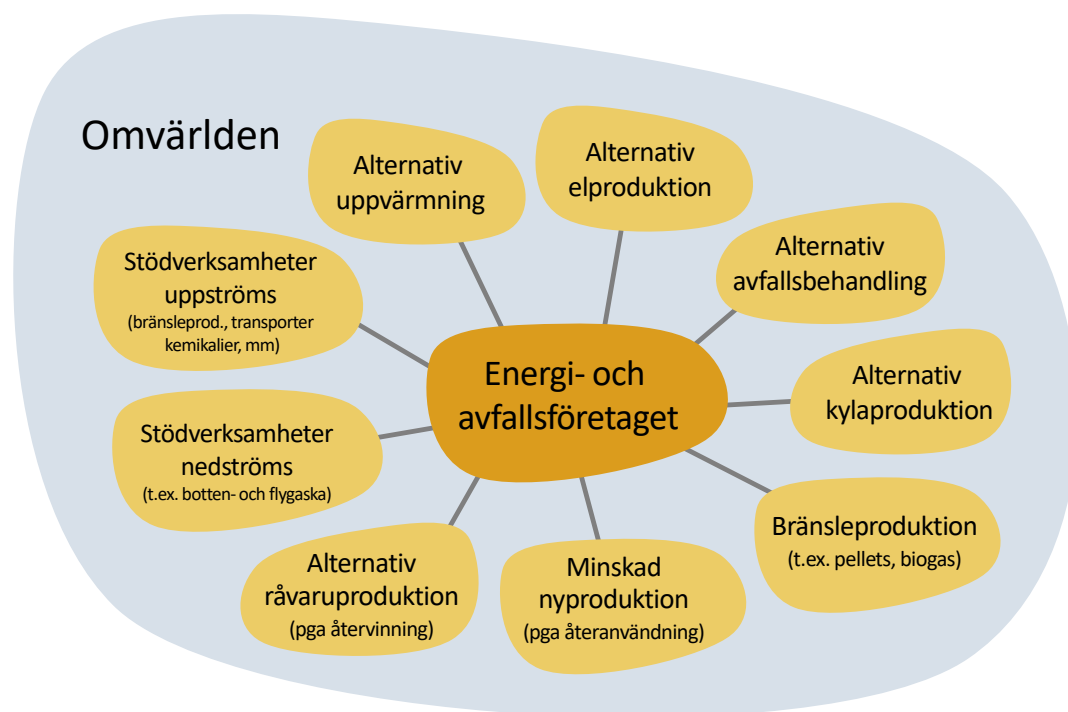 Omvärlden
Alternativ
uppvärmning
Alternativ
elproduktion
Alternativ
avfallsbehandling
Alternativ
kylaproduktion
Bränsleproduktion
(t.ex. pellets, biogas)
Minskad
nyproduktion
(pga återanvändning)
Alternativ
råvaruproduktion
(pga återvinning)
Stödverksamheter
nedströms
(t.ex. botten- och flygaska)
Stödverksamheter
uppströms
(bränsleprod., transporter
kemikalier, mm)
Energi- och
avfallsföretaget